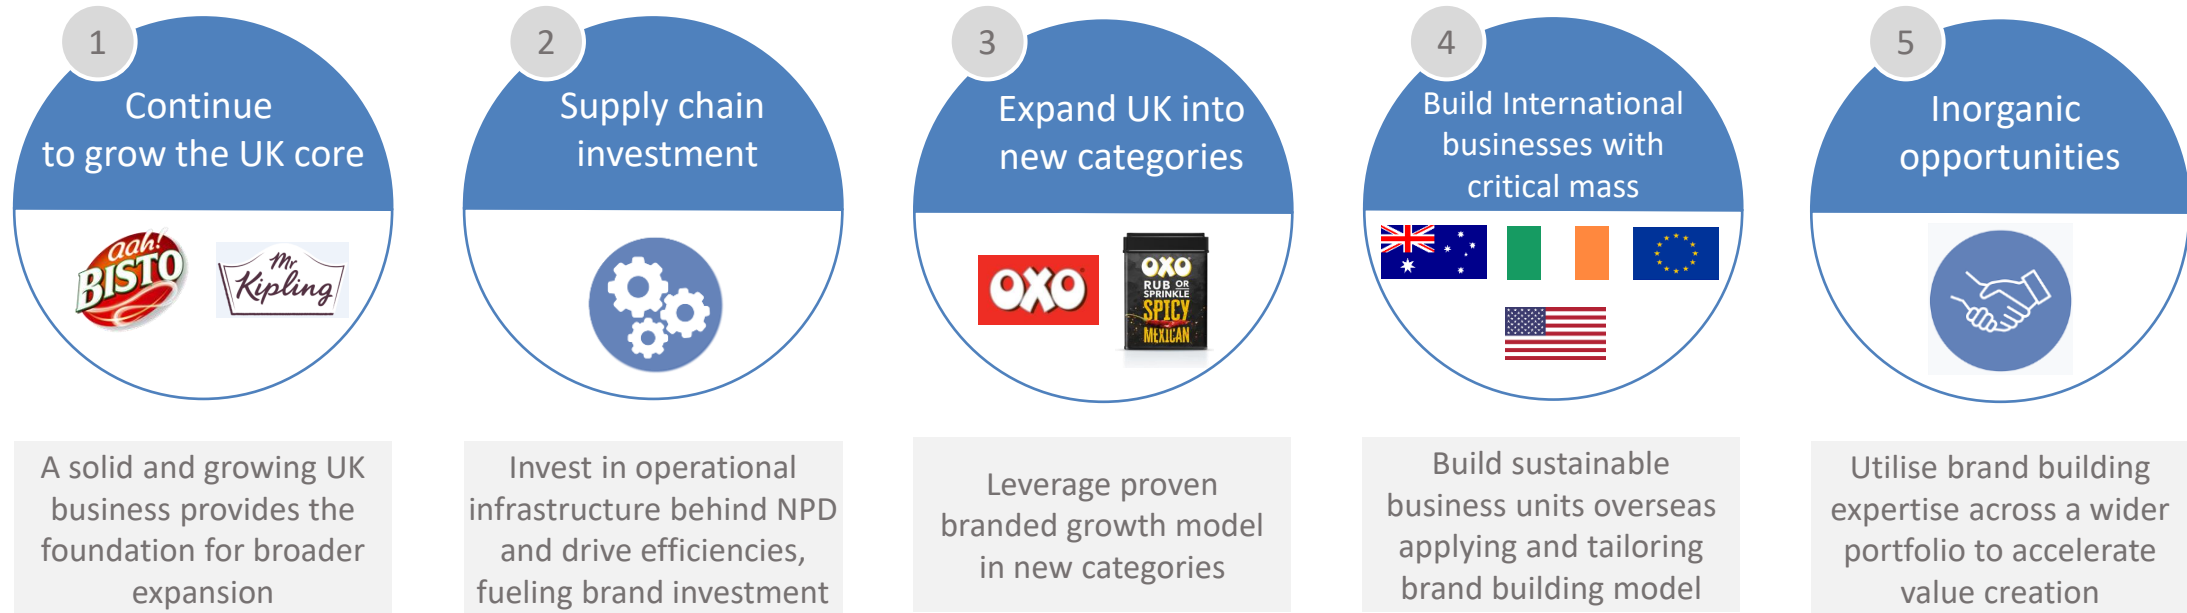 1
Continue
to grow the UK core
aah!
BISTO
Mr
Kipling
A solid and growing UK
business provides the
foundation for broader
expansion
2
Supply chain
investment
Invest in operational
infrastructure behind NPD
and drive efficiencies,
fueling brand investment
3
Expand UK into
new categories
OXO
OXO
RUB OR
SPRINKLE
SPICY
MEXICAN
Leverage proven
branded growth model
in new categories
4
Build International
businesses with
critical mass
Build sustainable
business units overseas
applying and tailoring
brand building model
5
Inorganic
opportunities
Utilise brand building
expertise across a wider
portfolio to accelerate
value creation